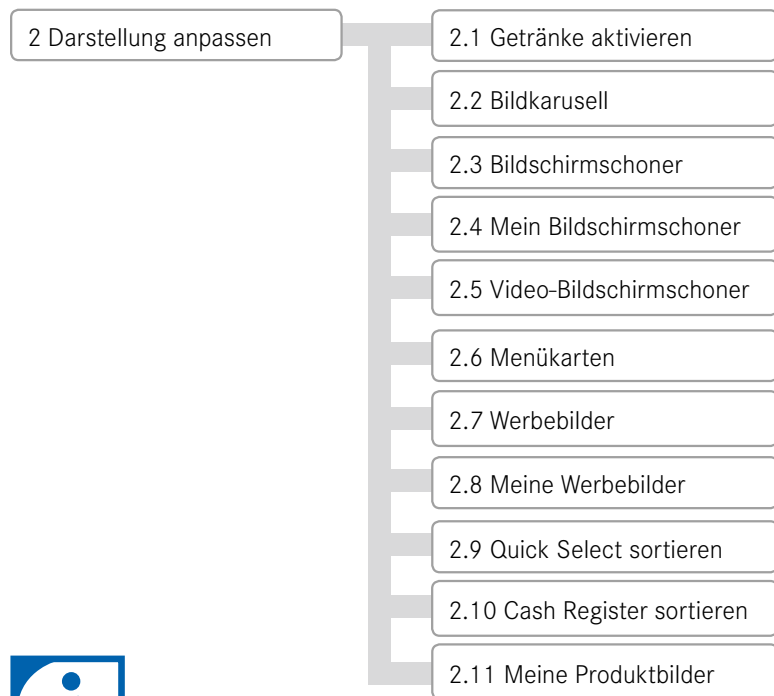 2 Darstellung anpassen
2.1 Getränke aktivieren
2.2 Bildkarusell
2.3 Bildschirmschoner
2.4 Mein Bildschirmschoner
2.5 Video-Bildschirmschoner
2.6 Menükarten
2.7 Werbebilder
2.8 Meine Werbebilder
2.9 Quick Select sortieren
2.10 Cash Register sortieren
2.11 Meine Produktbilder